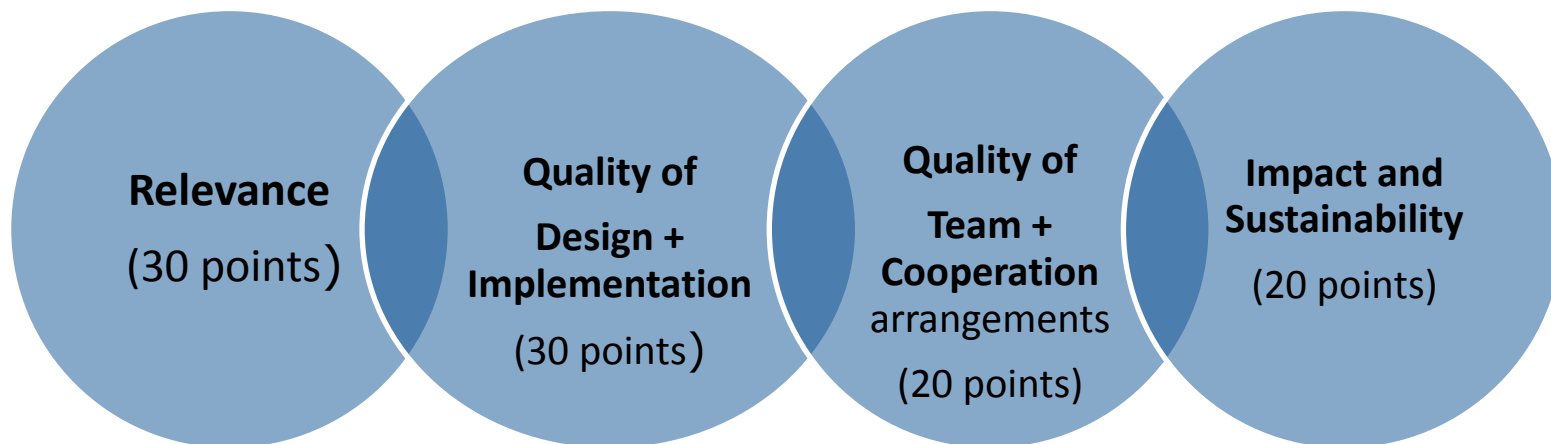 Relevance
(30 points)
Quality of
Design +
Implementation
(30 points)
Quality of
Team +
Cooperation
arrangements
(20 points)
Impact and
Sustainability
(20 points)